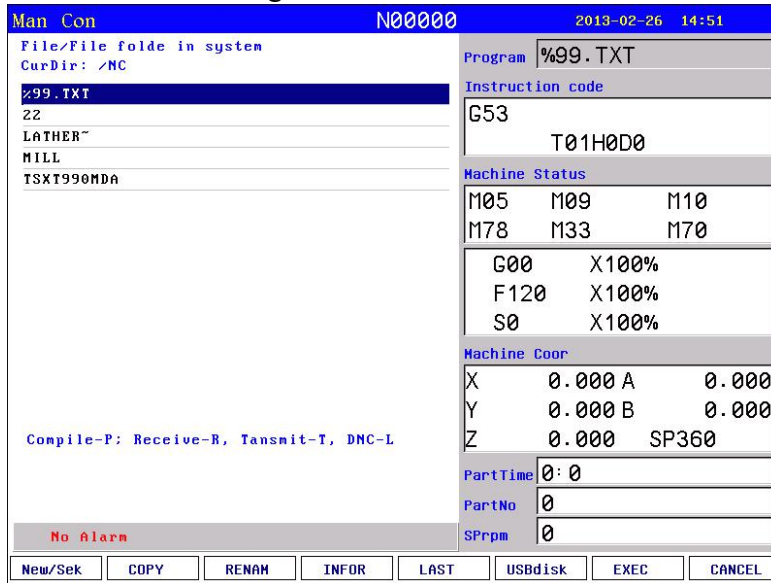 Man Con N00000 2013-02-26 14:51
File/File folde in system
CurDir: /NC
%99.TXT
22
LATHER~
MILL
TSXT990MDA
Compile-P; Receive-R, Tansmit-T, DNC-L
No Alarm
Program %99.TXT
Instruction code
G53
T01H0D0
Machine Status
M05 M09 M10
M78 M33 M70
G00 X100%
F120 X100%
S0 X100%
Machine Coor
X 0.000 A 0.000
Y 0.000 B 0.000
Z 0.000 SP360
PartTime 0:0
PartNo 0
SPrpm 0
New/Sek COPY RENAM INFOR LAST USBdisk EXEC CANCEL